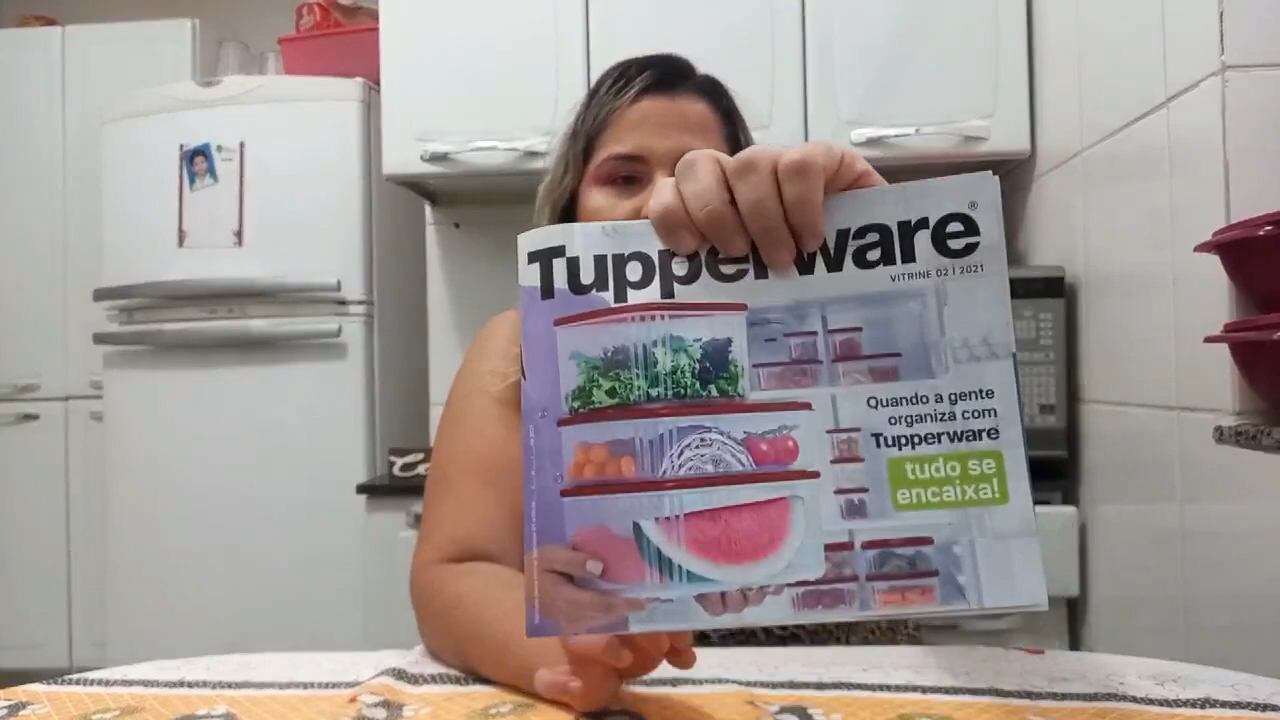 Tupperware®
VITRINE 02 | 2021
Quando a gente
organiza com
Tupperware
tudo se
encaixa!